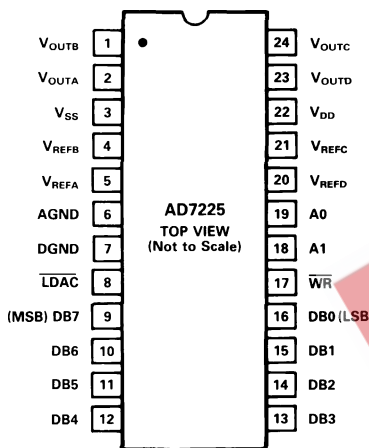 VOUTB 1
VOUTA 2
VSS 3
VREFB 4
VREFA 5
AGND 6
DGND 7
LDAC 8
(MSB) DB7 9
DB6 10
DB5 11
DB4 12
AD7225
TOP VIEW
(Not to Scale)
24 VOUTC
23 VOUTD
22 VDD
21 VREFC
20 VREFD
19 A0
18 A1
17 WR
16 DB0 (LSB
15 DB1
14 DB2
13 DB3